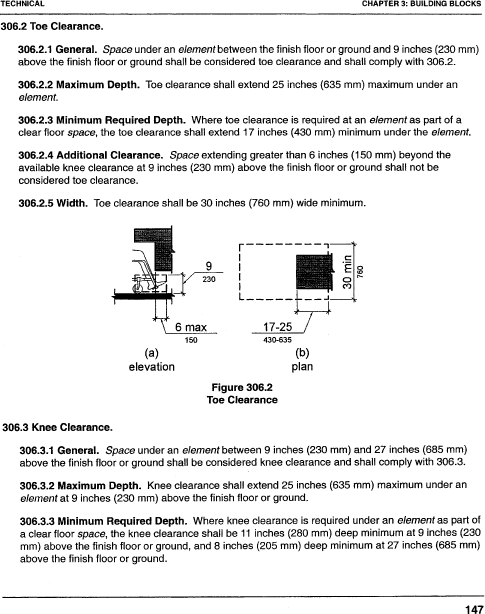 TECHNICAL
CHAPTER 3: BUILDING BLOCKS
306.2 Toe Clearance.
306.2.1 General. Space under an element between the finish floor or ground and 9 inches (230 mm)
above the finish floor or ground shall be considered toe clearance and shall comply with 306.2.
306.2.2 Maximum Depth. Toe clearance shall extend 25 inches (635 mm) maximum under an
element.
306.2.3 Minimum Required Depth. Where toe clearance is required at an element as part of a
clear floor space, the toe clearance shall extend 17 inches (430 mm) minimum under the element.
306.2.4 Additional Clearance. Space extending greater than 6 inches (150 mm) beyond the
available knee clearance at 9 inches (230 mm) above the finish floor or ground shall not be
considered toe clearance.
306.2.5 Width. Toe clearance shall be 30 inches (760 mm) wide minimum.
9
230
30 min
760
6 max
150
17-25
430-635
(a)
elevation
(b)
plan
Figure 306.2
Toe Clearance
306.3 Knee Clearance.
306.3.1 General. Space under an element between 9 inches (230 mm) and 27 inches (685 mm)
above the finish floor or ground shall be considered knee clearance and shall comply with 306.3.
306.3.2 Maximum Depth. Knee clearance shall extend 25 inches (635 mm) maximum under an
element at 9 inches (230 mm) above the finish floor or ground.
306.3.3 Minimum Required Depth. Where knee clearance is required under an element as part of
a clear floor space, the knee clearance shall be 11 inches (280 mm) deep minimum at 9 inches (230
mm) above the finish floor or ground, and 8 inches (205 mm) deep minimum at 27 inches (685 mm)
above the finish floor or ground.
147